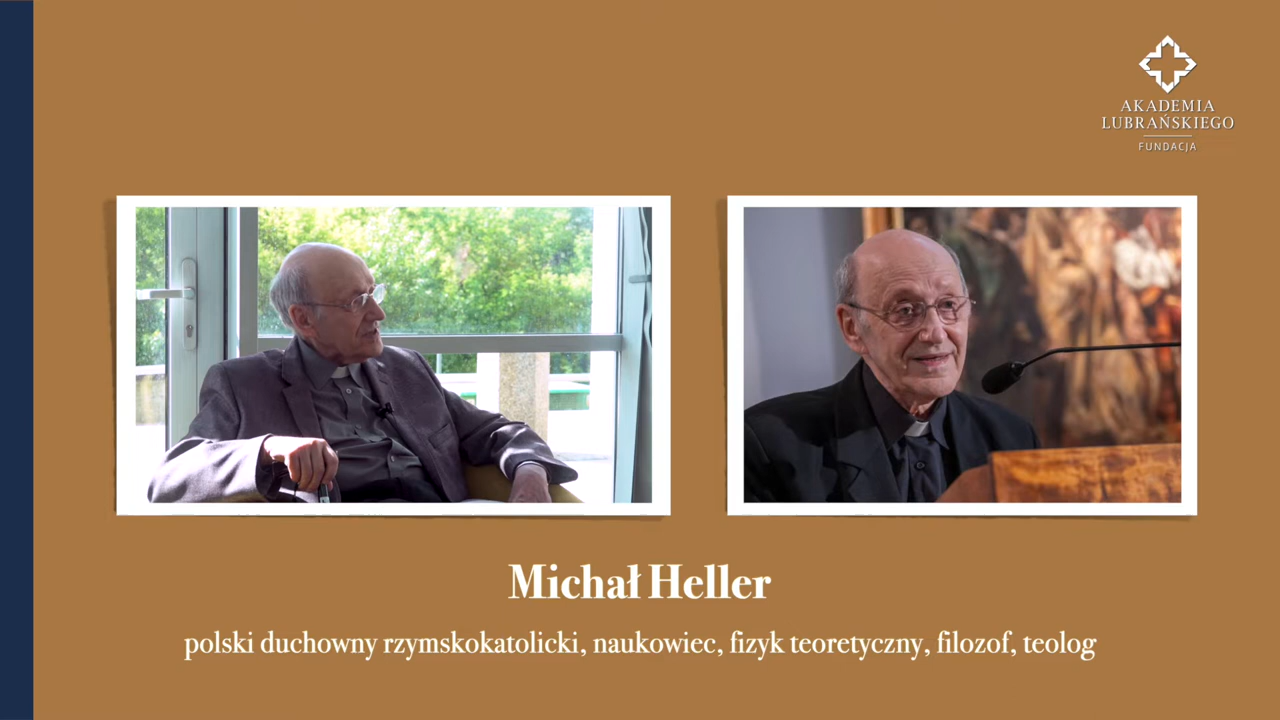 AKADEMIA
LUBRAŃSKIEGO
FUNDACJA
Michał Heller
polski duchowny rzymskokatolicki, naukowiec, fizyk teoretyczny, filozof, teolog